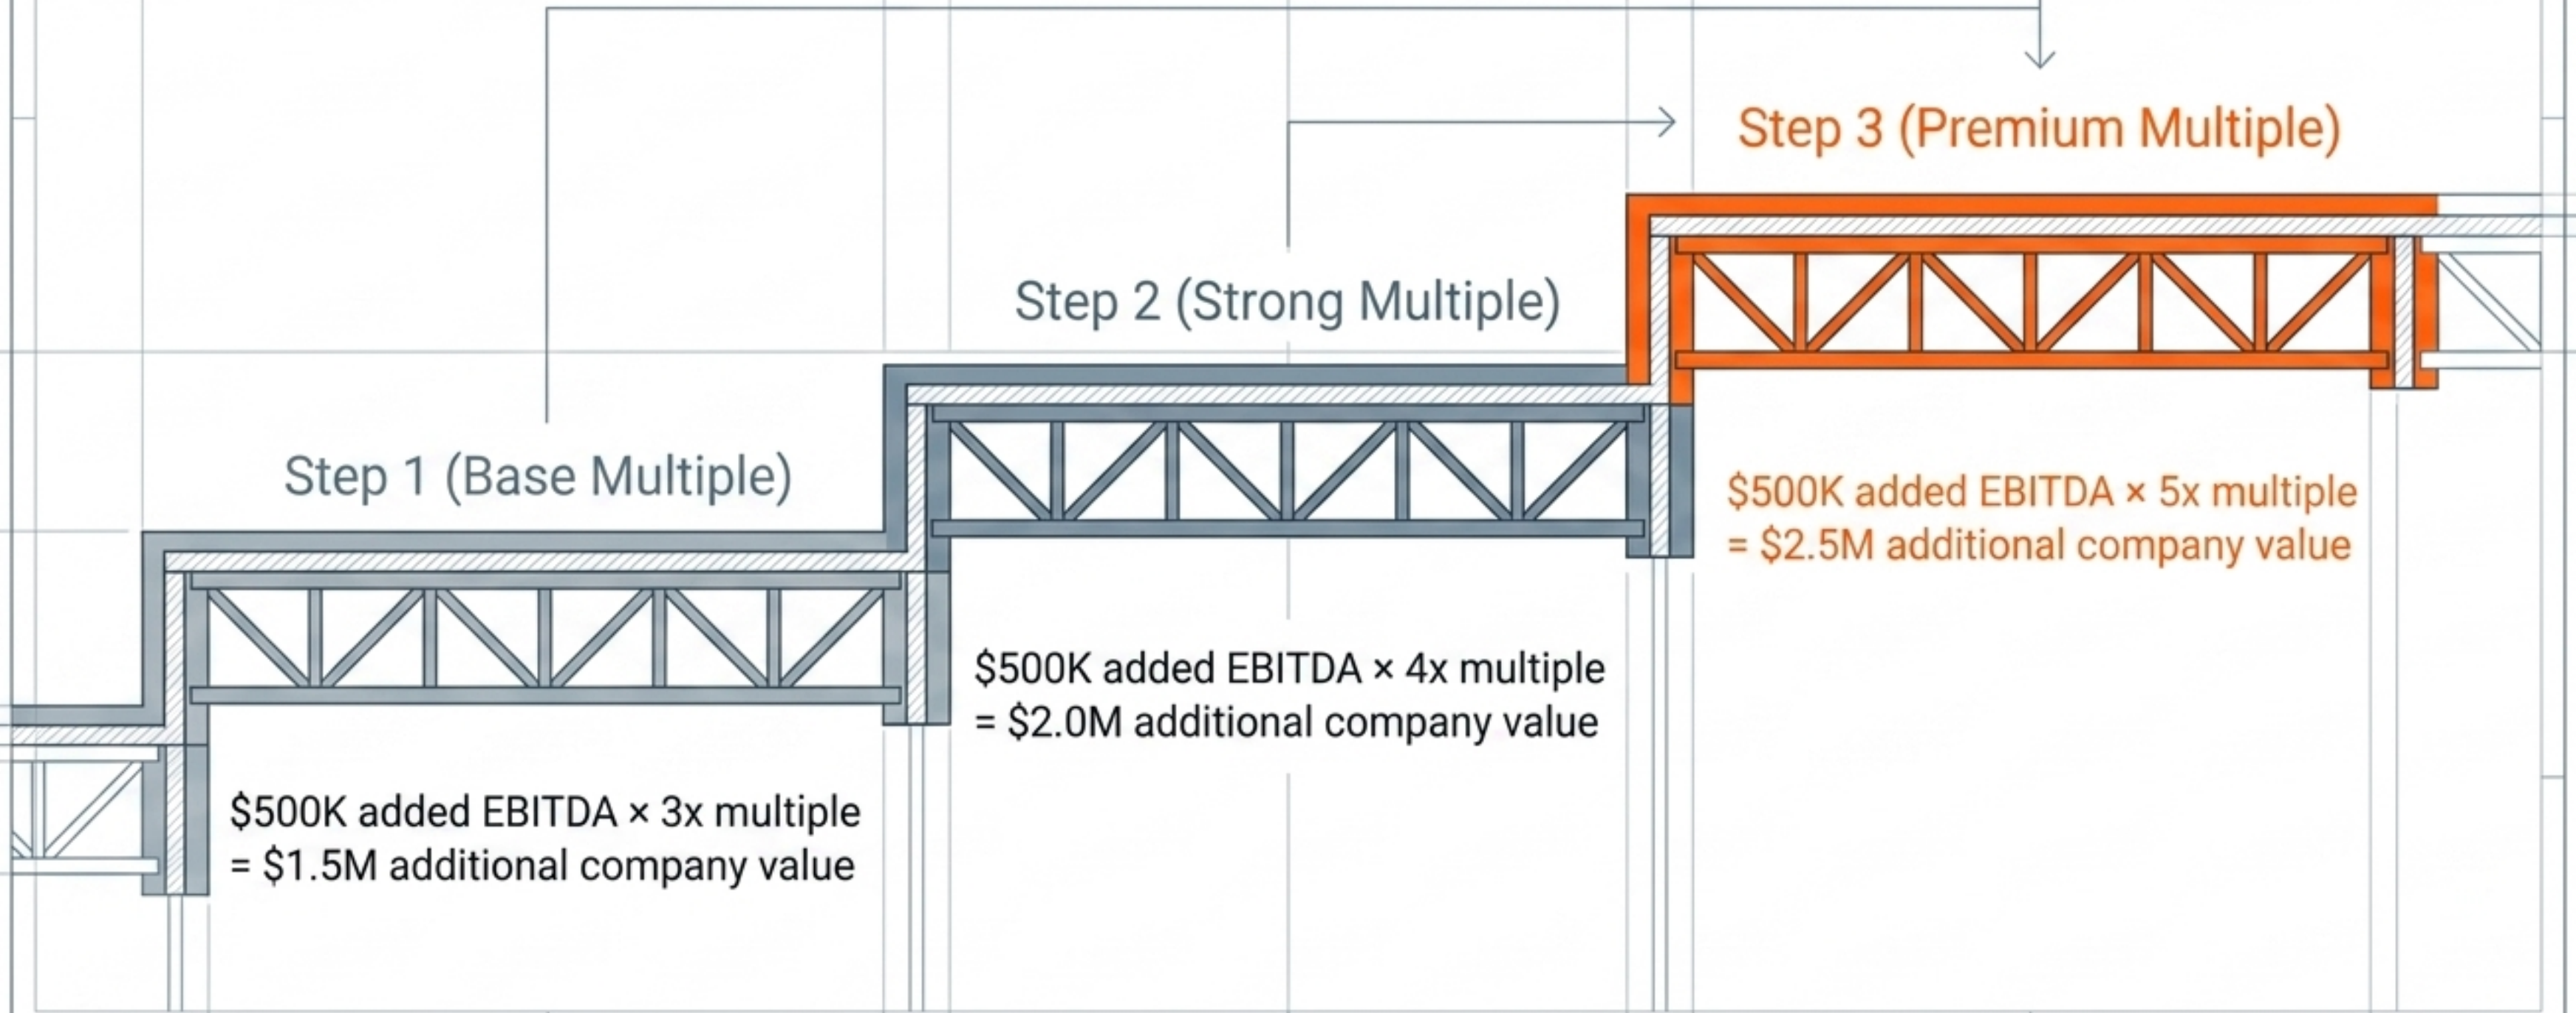 Step 1 (Base Multiple)
$500K added EBITDA × 3x multiple
= $1.5M additional company value
Step 2 (Strong Multiple)
$500K added EBITDA × 4x multiple
= $2.0M additional company value
Step 3 (Premium Multiple)
$500K added EBITDA × 5x multiple
= $2.5M additional company value